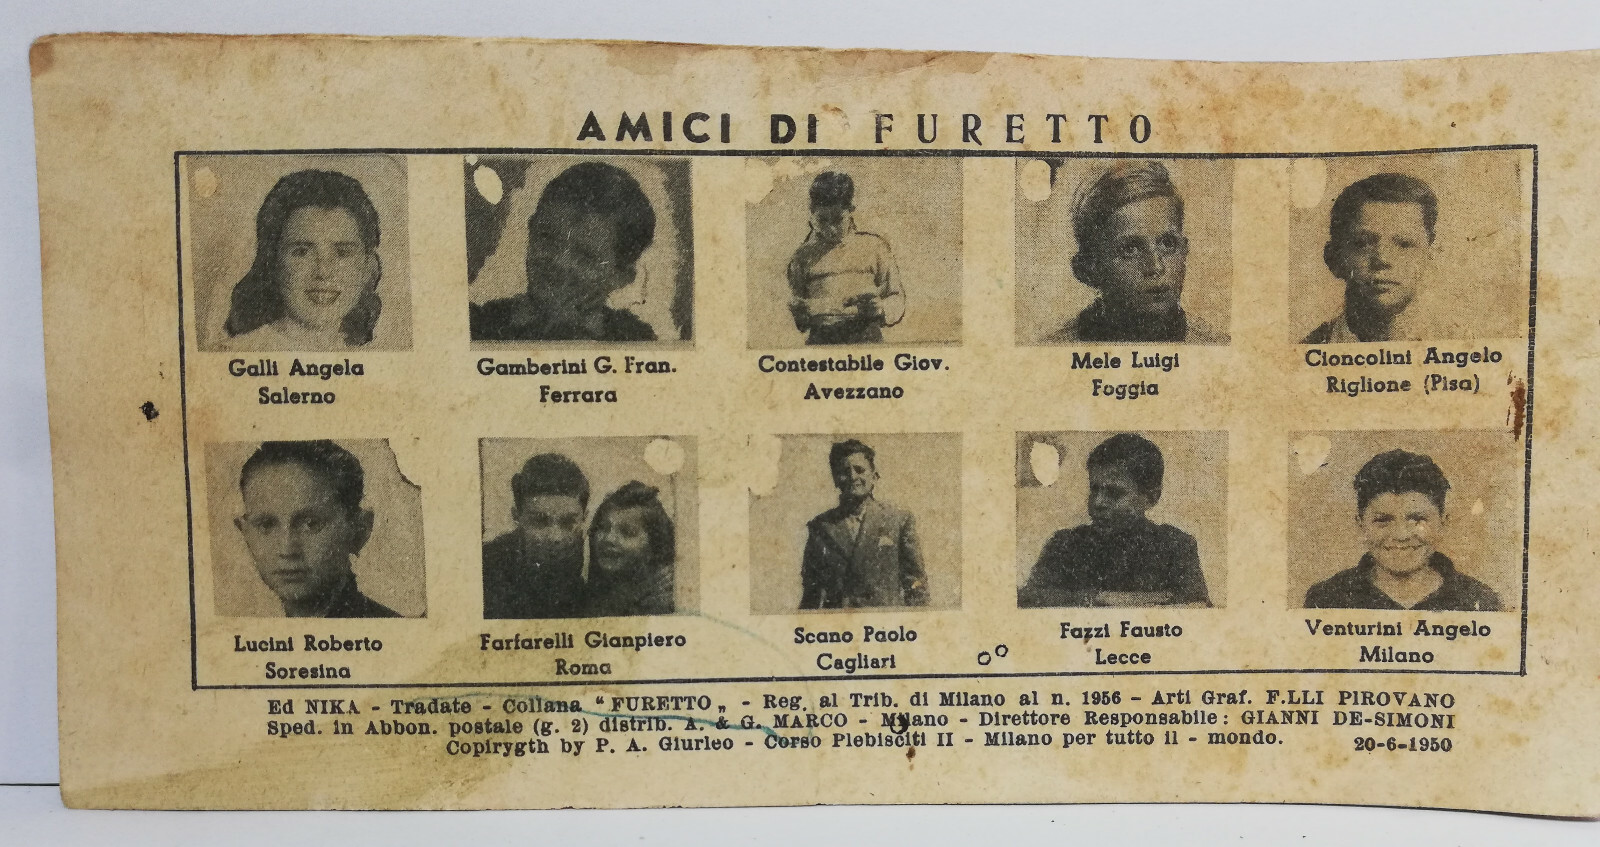 AMICI DI FURETTO
Galli Angela
Salerno
Gamberini G. Fran.
Ferrara
Contestabile Giov.
Avezzano
Mele Luigi
Foggia
Cioncolini Angelo
Riglione (Pisa)
Lucini Roberto
Soresina
Farfarelli Gianpiero
Roma
Scano Paolo
Cagliari
Fazzi Fausto
Lecce
Venturini Angelo
Milano
Ed NIKA - Tradate - Collana "FURETTO„ - Reg. al Trib. di Milano al n. 1956 - Arti Graf. F.LLI PIROVANO
Sped. in Abbon. postale (g. 2) distrib. A. & G. MARCO - Milano - Direttore Responsabile: GIANNI DE-SIMONI
Copirygth by P. A. Giurleo - Corso Plebisciti II - Milano per tutto il - mondo. 20-6-1950